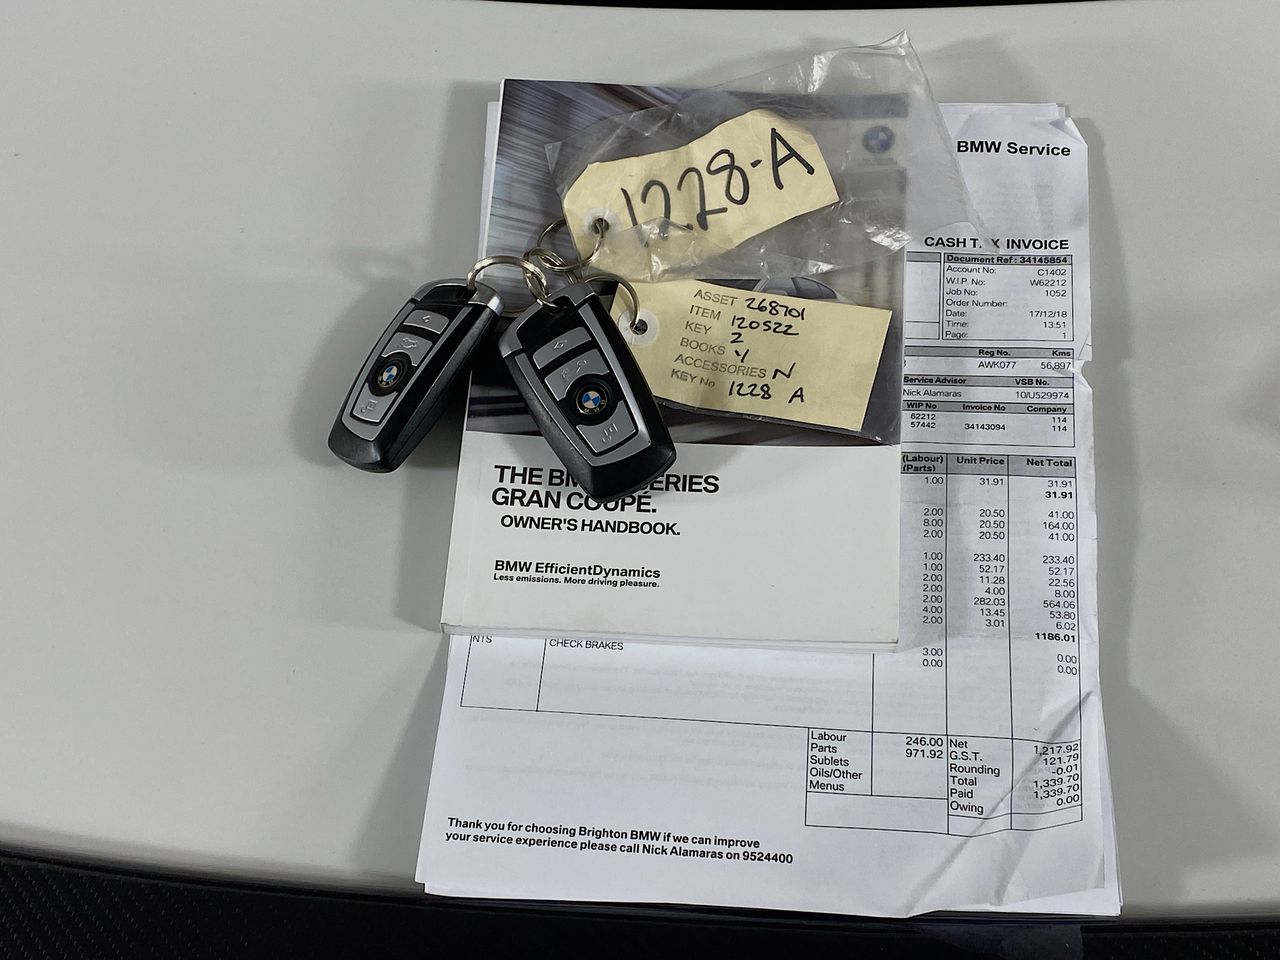 1228-A
ASSET 268701
ITEM 120522
KEY 2
BOOKS Y
ACCESSORIES N
KEY No 1228 A
THE BM ERIES
GRAN COUPÉ.
OWNER'S HANDBOOK.
BMW EfficientDynamics
Less emissions. More driving pleasure.
BMW Service
CASH T. X INVOICE
Document Ref : 34145854
Account No: C1402
W.I.P. No: W62212
Job No: 1052
Order Number:
Date: 17/12/18
Time: 13:51
Page: 1
Reg No. Kms
AWK077 56,897
Service Advisor VSB No.
Nick Alamaras 10/U529974
WIP No Invoice No Company
62212 114
57442 34143094 114
(Labour) Unit Price Net Total
(Parts)
1.00 31.91 31.91
31.91
2.00 20.50 41.00
8.00 20.50 164.00
2.00 20.50 41.00
1.00 233.40 233.40
1.00 52.17 52.17
2.00 11.28 22.56
2.00 4.00 8.00
2.00 282.03 564.06
4.00 13.45 53.80
2.00 3.01 6.02
1186.01
NTS CHECK BRAKES
3.00 0.00
0.00 0.00
Labour 246.00 Net 1,217.92
Parts 971.92 G.S.T. 121.79
Sublets Rounding -0.01
Oils/Other Total 1,339.70
Menus Paid 1,339.70
Owing 0.00
Thank you for choosing Brighton BMW if we can improve
your service experience please call Nick Alamaras on 9524400